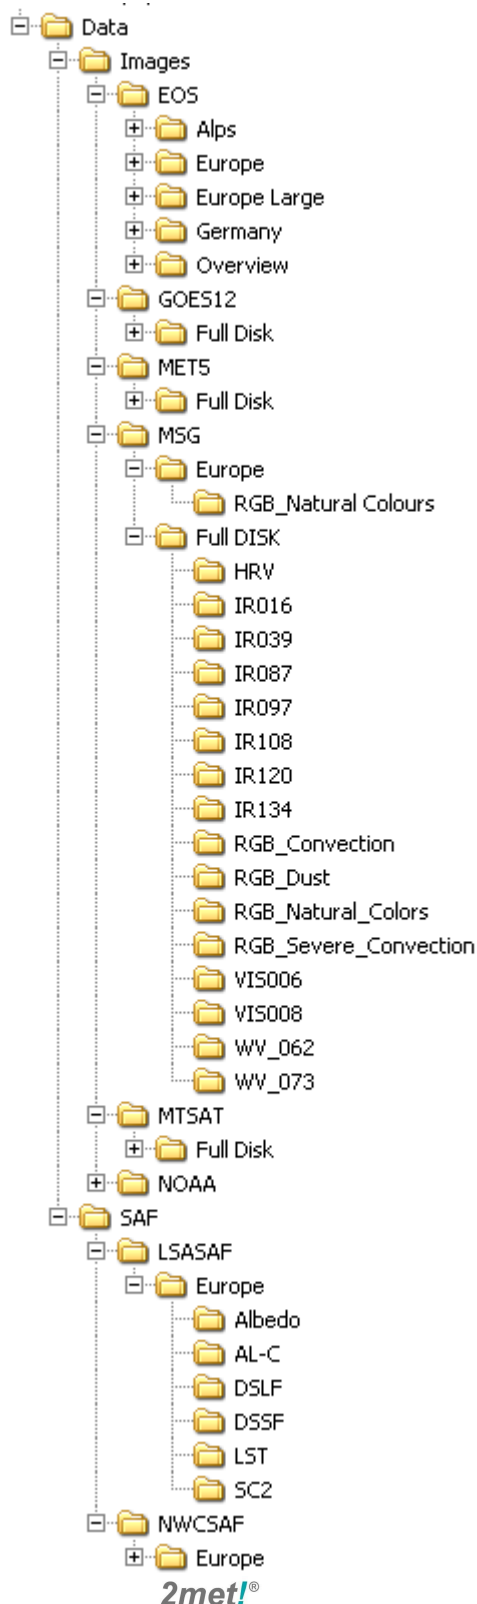 Data
Images
EOS
Alps
Europe
Europe Large
Germany
Overview
GOES12
Full Disk
MET5
Full Disk
MSG
Europe
RGB_Natural Colours
Full DISK
HRV
IR016
IR039
IR087
IR097
IR108
IR120
IR134
RGB_Convection
RGB_Dust
RGB_Natural_Colors
RGB_Severe_Convection
VIS006
VIS008
WV_062
WV_073
MTSAT
Full Disk
NOAA
SAF
LSASAF
Europe
Albedo
AL-C
DSLF
DSSF
LST
SC2
NWCSAF
Europe
2met!®